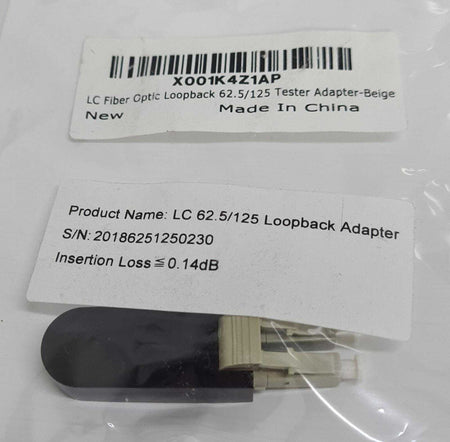 X001K4Z1AP
LC Fiber Optic Loopback 62.5/125 Tester Adapter-Beige
New
Made In China
Product Name: LC 62.5/125 Loopback Adapter
S/N: 20186251250230
Insertion Loss≦0.14dB